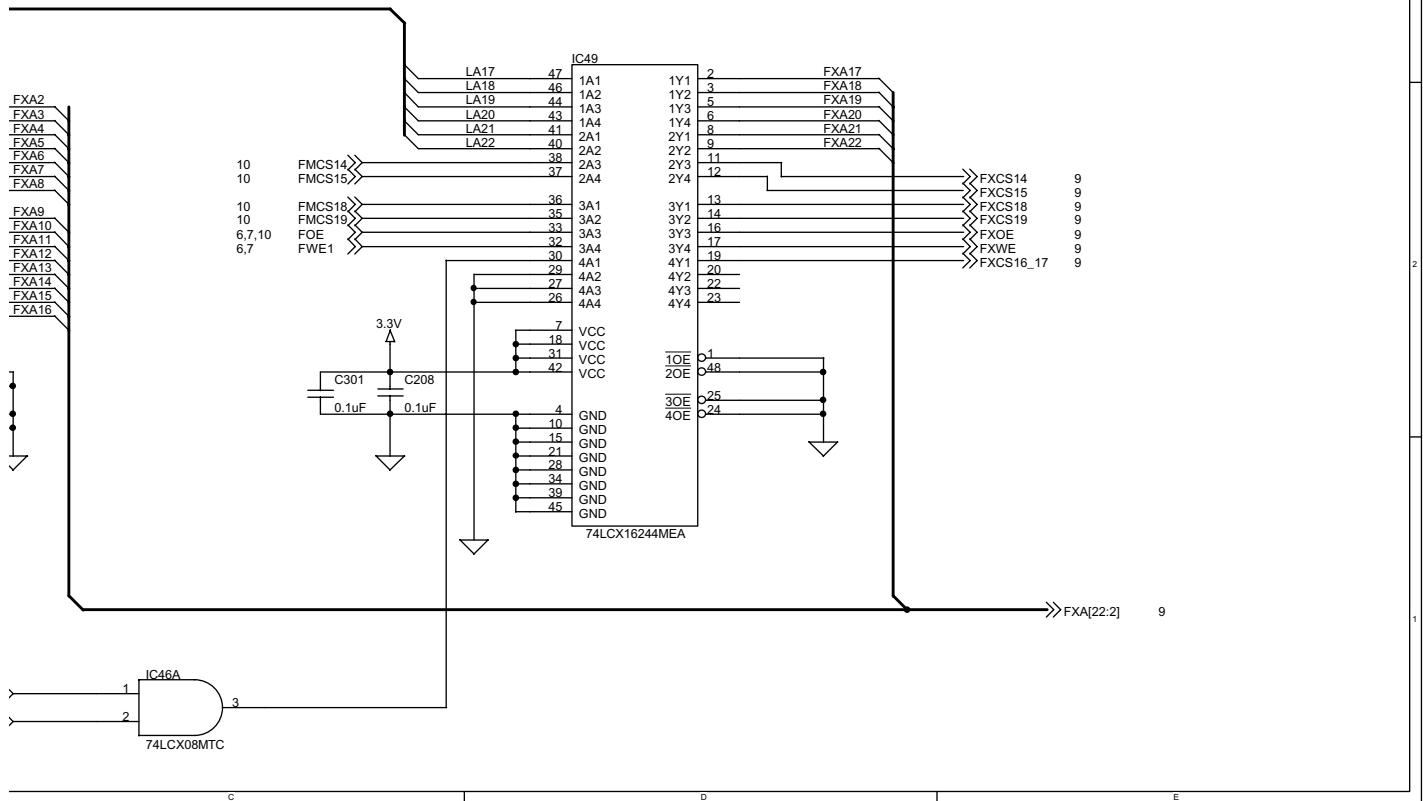 IC49
LA17 47 1A1 1Y1 2 FXA17
LA18 46 1A2 1Y2 3 FXA18
FXA2 LA19 44 1A3 1Y3 5 FXA19
FXA3 LA20 43 1A4 1Y4 6 FXA20
FXA4 LA21 41 2A1 2Y1 8 FXA21
FXA5 LA22 40 2A2 2Y2 9 FXA22
FXA6 10 FMCS14 38 2A3 2Y3 11
FXA7 10 FMCS15 37 2A4 2Y4 12 FXCS14 9
FXA8 FXCS15 9
10 FMCS18 36 3A1 3Y1 13 FXCS18 9
FXA9 10 FMCS19 35 3A2 3Y2 14 FXCS19 9
FXA10 6,7,10 FOE 33 3A3 3Y3 16 FXOE 9
FXA11 6,7 FWE1 32 3A4 3Y4 17 FXWE 9
FXA12 30 4A1 4Y1 19 FXCS16_17 9
FXA13 29 4A2 4Y2 20 2
FXA14 27 4A3 4Y3 22
FXA15 26 4A4 4Y4 23
FXA16
3.3V 7 VCC
18 VCC
31 VCC 1OE 1
42 VCC 2OE 48
C301 C208
3OE 25
0.1uF 0.1uF 4 GND 4OE 24
10 GND
15 GND
21 GND
28 GND
34 GND
39 GND
45 GND
74LCX16244MEA
FXA[22:2] 9
1
IC46A
1
3
2
74LCX08MTC
C D E